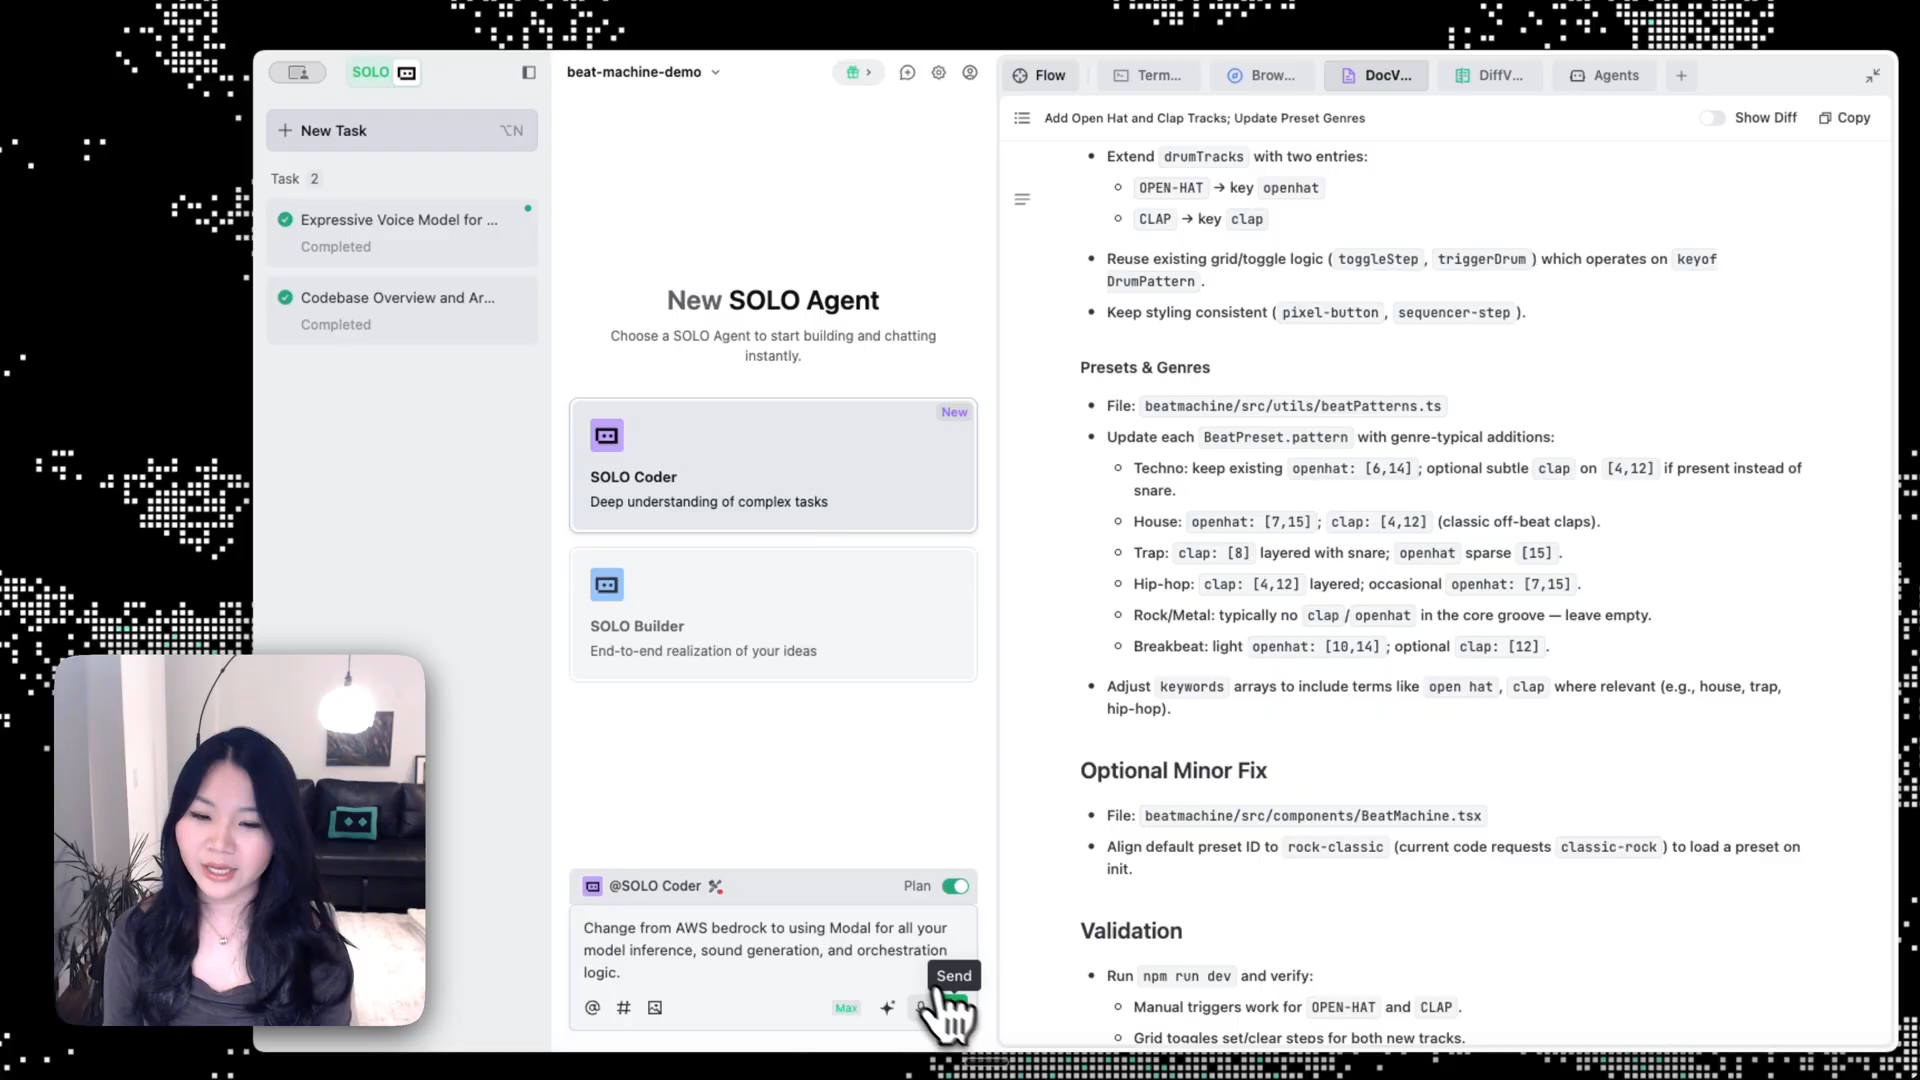 SOLO
New Task
⌥N
Task 2
Expressive Voice Model for ...
Completed
Codebase Overview and Ar...
Completed
beat-machine-demo
New SOLO Agent
Choose a SOLO Agent to start building and chatting
instantly.
New
SOLO Coder
Deep understanding of complex tasks
SOLO Builder
End-to-end realization of your ideas
@SOLO Coder
Plan
Change from AWS bedrock to using Modal for all your
model inference, sound generation, and orchestration
logic.
Send
Max
Flow
Term...
Brow...
DocV...
DiffV...
Agents
Add Open Hat and Clap Tracks; Update Preset Genres
Show Diff
Copy
• Extend drumTracks with two entries:
○ OPEN-HAT → key openhat
○ CLAP → key clap
• Reuse existing grid/toggle logic ( toggleStep , triggerDrum ) which operates on keyof
DrumPattern .
• Keep styling consistent ( pixel-button , sequencer-step ).
Presets & Genres
• File: beatmachine/src/utils/beatPatterns.ts
• Update each BeatPreset.pattern with genre-typical additions:
○ Techno: keep existing openhat: [6,14] ; optional subtle clap on [4,12] if present instead of
snare.
○ House: openhat: [7,15] ; clap: [4,12] (classic off-beat claps).
○ Trap: clap: [8] layered with snare; openhat sparse [15] .
○ Hip-hop: clap: [4,12] layered; occasional openhat: [7,15] .
○ Rock/Metal: typically no clap / openhat in the core groove — leave empty.
○ Breakbeat: light openhat: [10,14] ; optional clap: [12] .
• Adjust keywords arrays to include terms like open hat , clap where relevant (e.g., house, trap,
hip-hop).
Optional Minor Fix
• File: beatmachine/src/components/BeatMachine.tsx
• Align default preset ID to rock-classic (current code requests classic-rock ) to load a preset on
init.
Validation
• Run npm run dev and verify:
○ Manual triggers work for OPEN-HAT and CLAP .
○ Grid toggles set/clear steps for both new tracks.